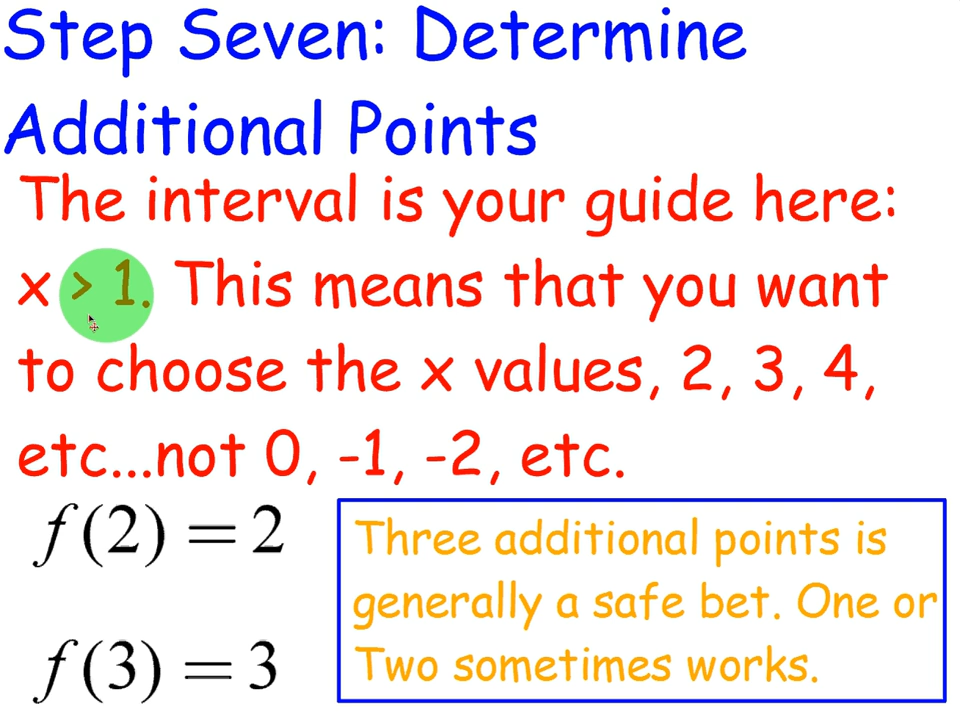 Step Seven: Determine
Additional Points
The interval is your guide here:
x > 1. This means that you want
to choose the x values, 2, 3, 4,
etc...not 0, -1, -2, etc.
f(2) = 2
f(3) = 3
Three additional points is
generally a safe bet. One or
Two sometimes works.